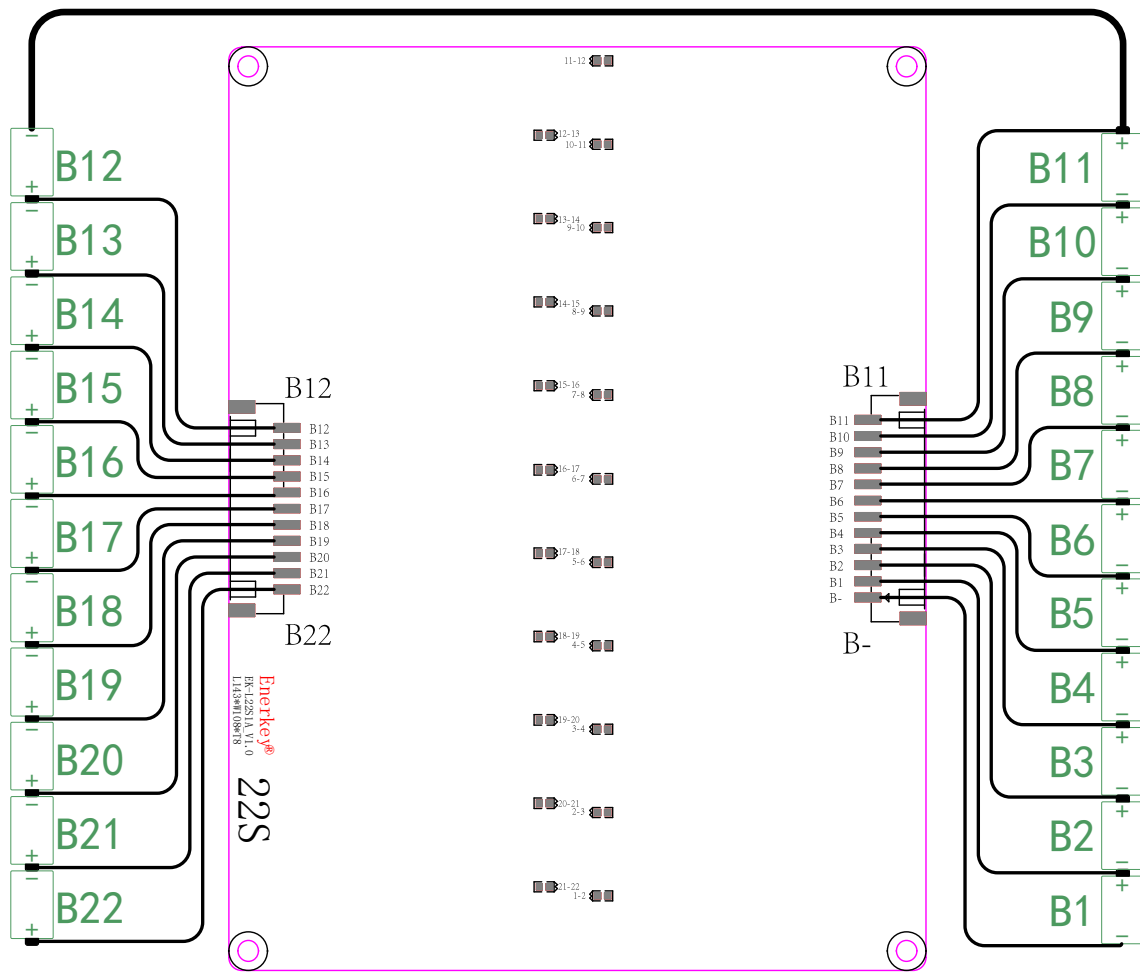 11-12
12-13
10-11
13-14
9-10
14-15
8-9
15-16
7-8
16-17
6-7
17-18
5-6
18-19
4-5
19-20
3-4
20-21
2-3
21-22
1-2
−
+
B12
−
+
B13
−
+
B14
−
+
B15
−
+
B16
−
+
B17
−
+
B18
−
+
B19
−
+
B20
−
+
B21
−
+
B22
B12
B12
B13
B14
B15
B16
B17
B18
B19
B20
B21
B22
B22
Enerkey®
EK-L22S1A_V1.0
L143*W108*T8
22S
B11
B11
B10
B9
B8
B7
B6
B5
B4
B3
B2
B1
B-
B-
+
B11
−
+
B10
−
+
B9
−
+
B8
−
+
B7
−
+
B6
−
+
B5
−
+
B4
−
+
B3
−
+
B2
−
+
B1
−